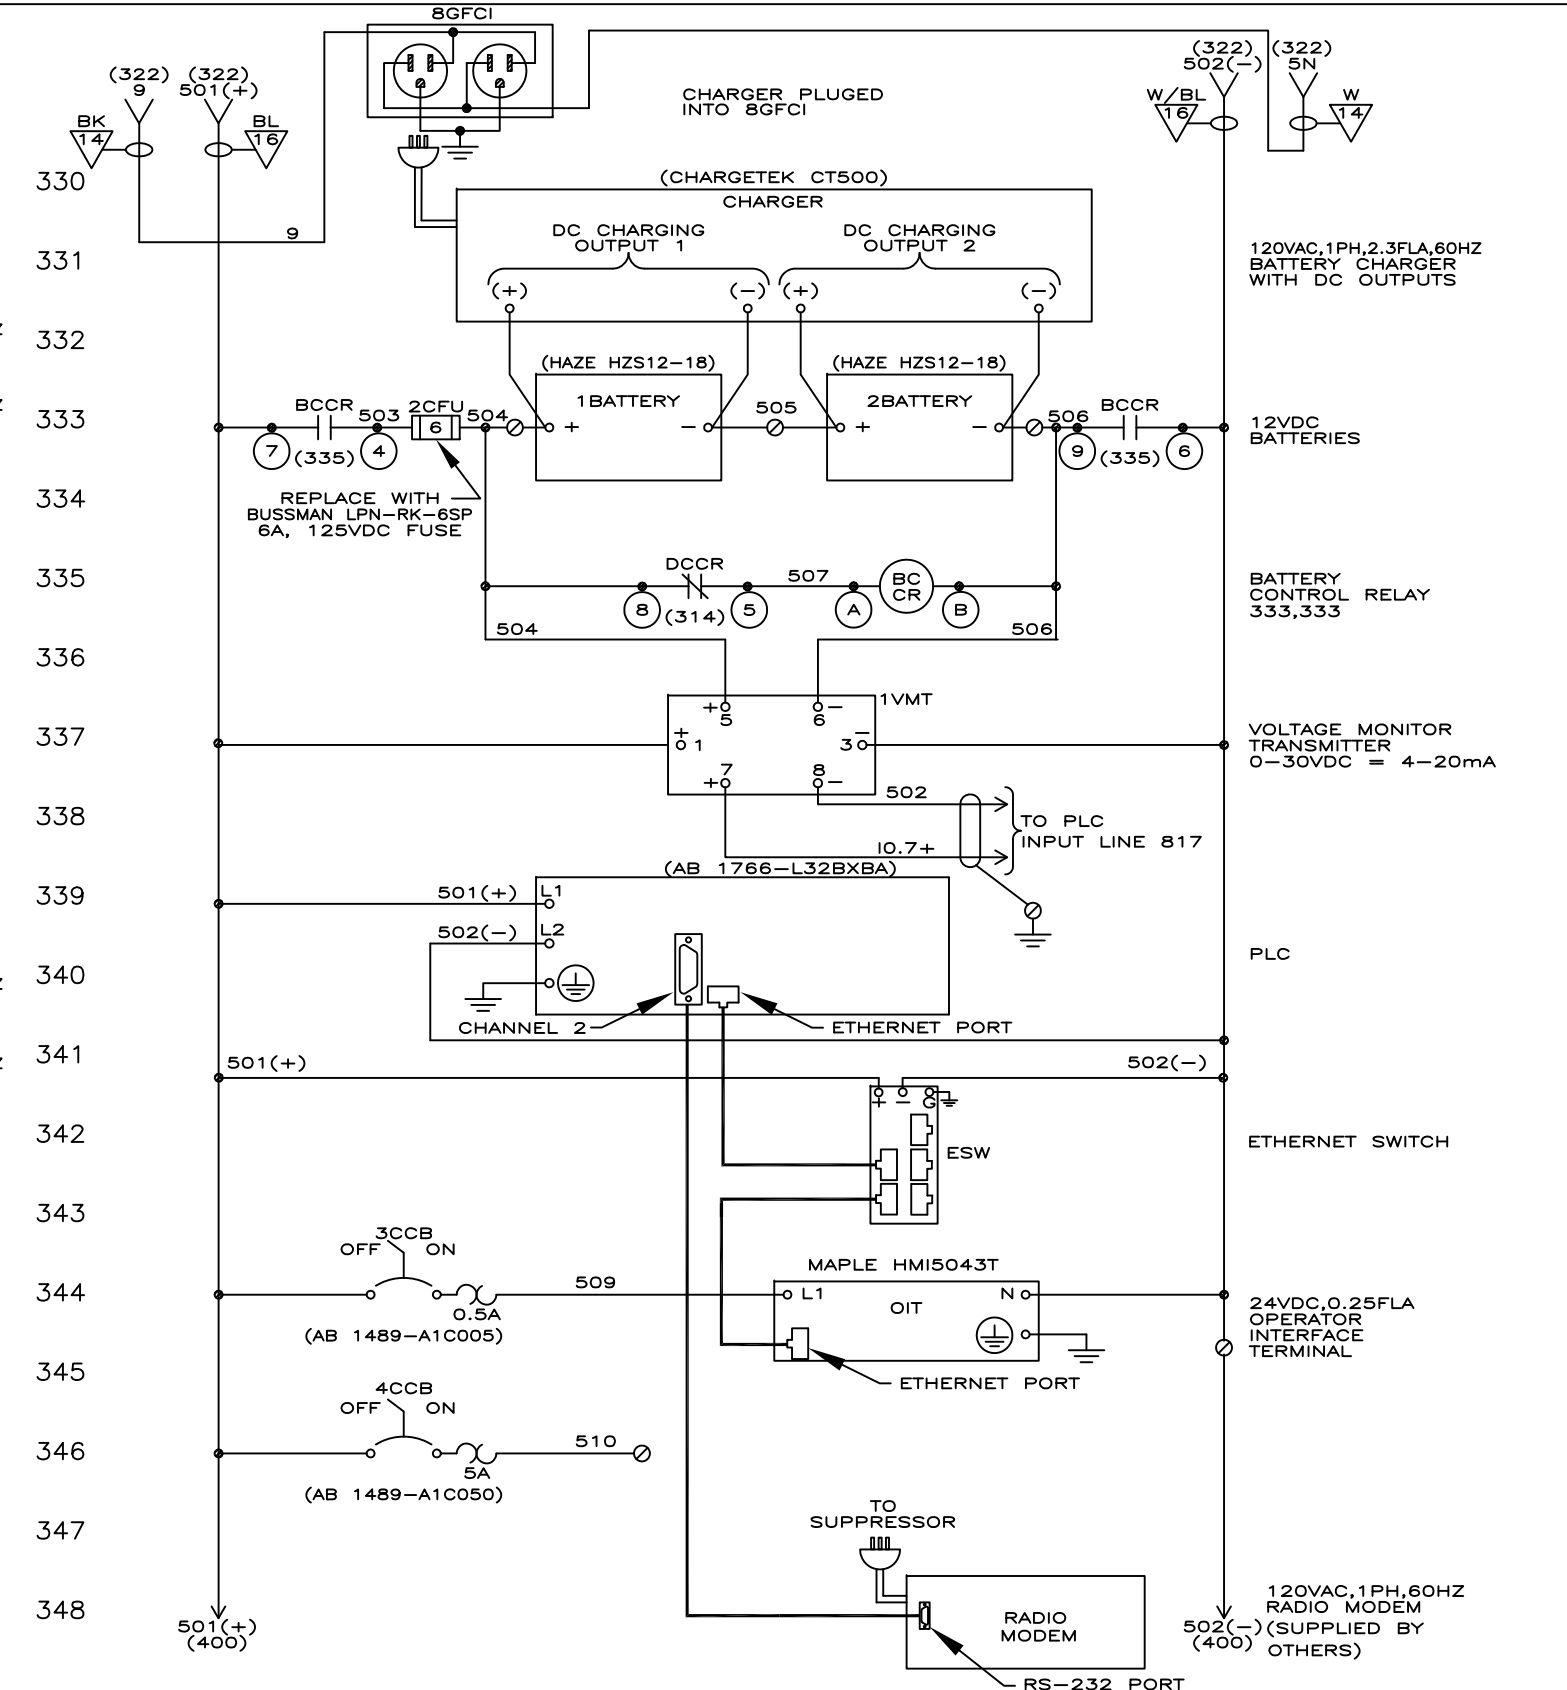 8GFCI
(322)
9
(322)
501(+)
(322)
502(-)
(322)
5N
BK
14
BL
16
W/BL
16
W
14
CHARGER PLUGED
INTO 8GFCI
330
(CHARGETEK CT500)
CHARGER
9
DC CHARGING
OUTPUT 1
DC CHARGING
OUTPUT 2
331
120VAC,1PH,2.3FLA,60HZ
BATTERY CHARGER
WITH DC OUTPUTS
(+)
(-)
(+)
(-)
332
(HAZE HZS12-18)
(HAZE HZS12-18)
333
BCCR
503
2CFU
504
1BATTERY
505
2BATTERY
506
BCCR
6
+
-
+
-
12VDC
BATTERIES
7
(335)
4
9
(335)
6
334
REPLACE WITH
BUSSMAN LPN-RK-6SP
6A, 125VDC FUSE
335
DCCR
507
BC
CR
8
(314)
5
A
B
BATTERY
CONTROL RELAY
333,333
504
506
336
1VMT
+
5
6
-
337
+
1
3
-
VOLTAGE MONITOR
TRANSMITTER
0-30VDC = 4-20mA
+
7
8
-
502
338
TO PLC
INPUT LINE 817
I0.7+
(AB 1766-L32BXBA)
339
501(+)
L1
502(-)
L2
PLC
340
CHANNEL 2
ETHERNET PORT
341
501(+)
502(-)
+
-
G
342
ESW
ETHERNET SWITCH
343
3CCB
OFF
ON
MAPLE HMI5043T
344
509
L1
OIT
N
0.5A
(AB 1489-A1C005)
24VDC,0.25FLA
OPERATOR
INTERFACE
TERMINAL
345
ETHERNET PORT
4CCB
OFF
ON
346
510
5A
(AB 1489-A1C050)
347
TO
SUPPRESSOR
348
501(+)
(400)
RADIO
MODEM
502(-)
(400)
120VAC,1PH,60HZ
RADIO MODEM
(SUPPLIED BY
OTHERS)
RS-232 PORT